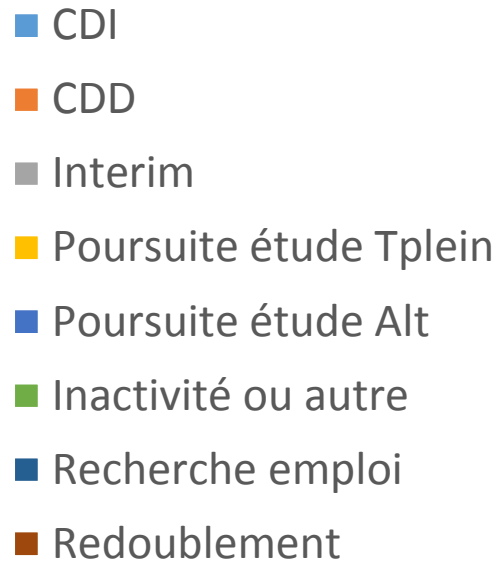 CDI
CDD
Interim
Poursuite étude Tplein
Poursuite étude Alt
Inactivité ou autre
Recherche emploi
Redoublement